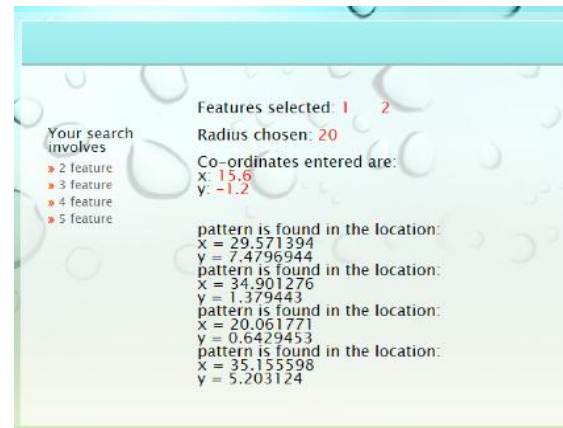 Your search
involves
» 2 feature
» 3 feature
» 4 feature
» 5 feature
Features selected: 1 2
Radius chosen: 20
Co-ordinates entered are:
x: 15.6
y: -1.2
pattern is found in the location:
x = 29.571394
y = 7.4796944
pattern is found in the location:
x = 34.901276
y = 1.379443
pattern is found in the location:
x = 20.061771
y = 0.6429453
pattern is found in the location:
x = 35.155598
y = 5.203124